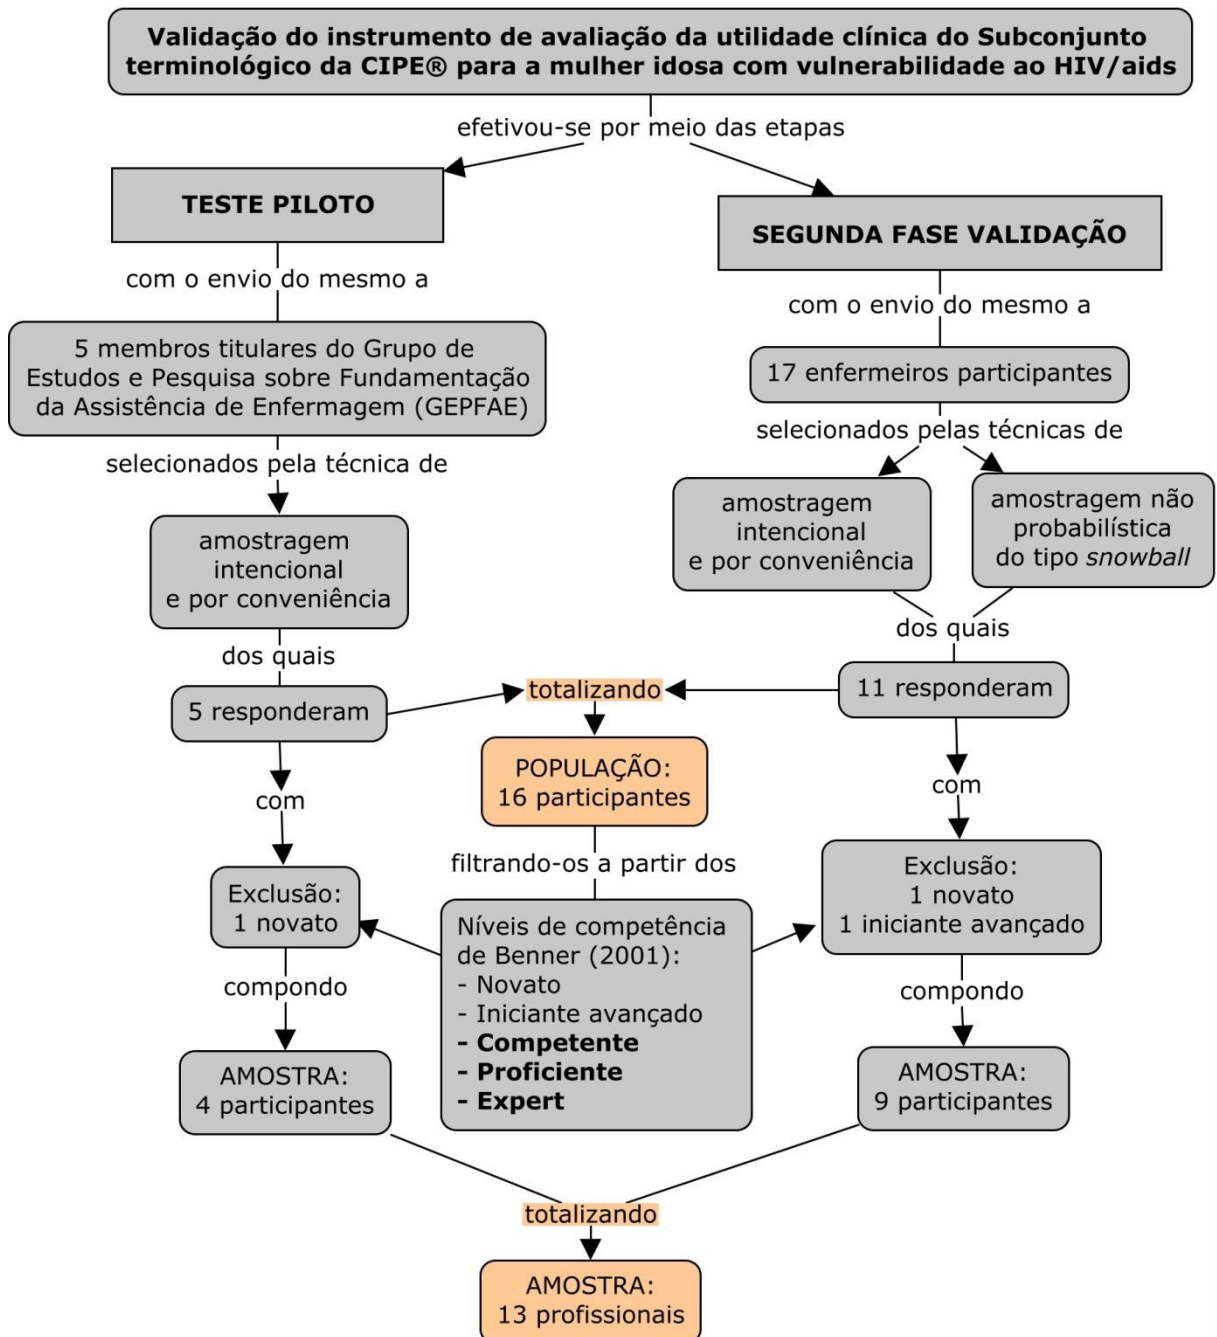 Validação do instrumento de avaliação da utilidade clínica do Subconjunto
terminológico da CIPE® para a mulher idosa com vulnerabilidade ao HIV/aids
efetivou-se por meio das etapas
TESTE PILOTO
com o envio do mesmo a
5 membros titulares do Grupo de
Estudos e Pesquisa sobre Fundamentação
da Assistência de Enfermagem (GEPFAE)
selecionados pela técnica de
amostragem
intencional
e por conveniência
dos quais
5 responderam
SEGUNDA FASE VALIDAÇÃO
com o envio do mesmo a
17 enfermeiros participantes
selecionados pelas técnicas de
amostragem
intencional
e por conveniência
amostragem não
probabilística
do tipo snowball
dos quais
11 responderam
totalizando
POPULAÇÃO:
16 participantes
filtrando-os a partir dos
Níveis de competência
de Benner (2001):
- Novato
- Iniciante avançado
- Competente
- Proficiente
- Expert
com
Exclusão:
1 novato
compondo
AMOSTRA:
4 participantes
com
Exclusão:
1 novato
1 iniciante avançado
compondo
AMOSTRA:
9 participantes
totalizando
AMOSTRA:
13 profissionais